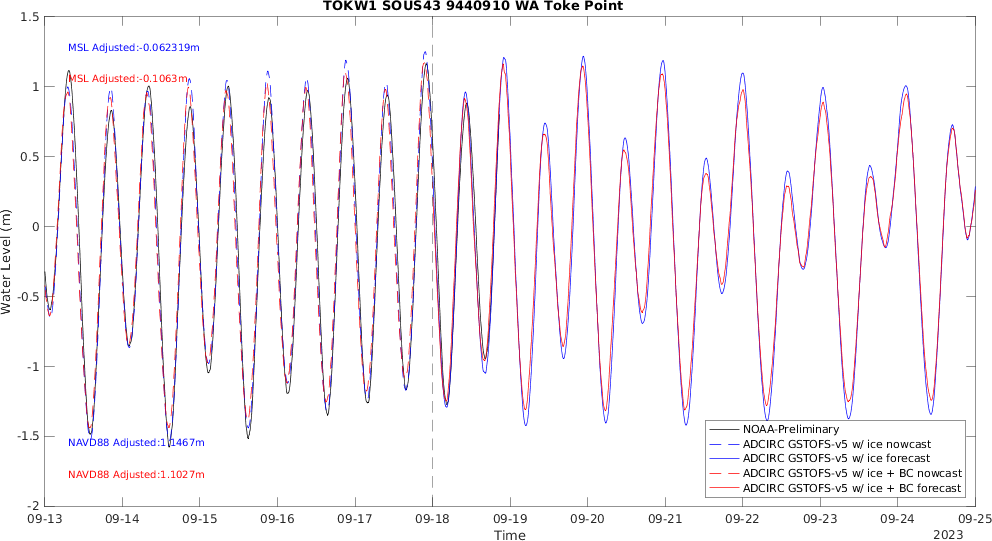 TOKW1 SOUS43 9440910 WA Toke Point
Water Level (m)
1.5
1
0.5
0
-0.5
-1
-1.5
-2
MSL Adjusted:-0.062319m
MSL Adjusted:-0.1063m
NAVD88 Adjusted:1.1467m
NAVD88 Adjusted:1.1027m
NOAA-Preliminary
ADCIRC GSTOFS-v5 w/ ice nowcast
ADCIRC GSTOFS-v5 w/ ice forecast
ADCIRC GSTOFS-v5 w/ ice + BC nowcast
ADCIRC GSTOFS-v5 w/ ice + BC forecast
09-13 09-14 09-15 09-16 09-17 09-18 09-19 09-20 09-21 09-22 09-23 09-24 09-25
Time
2023